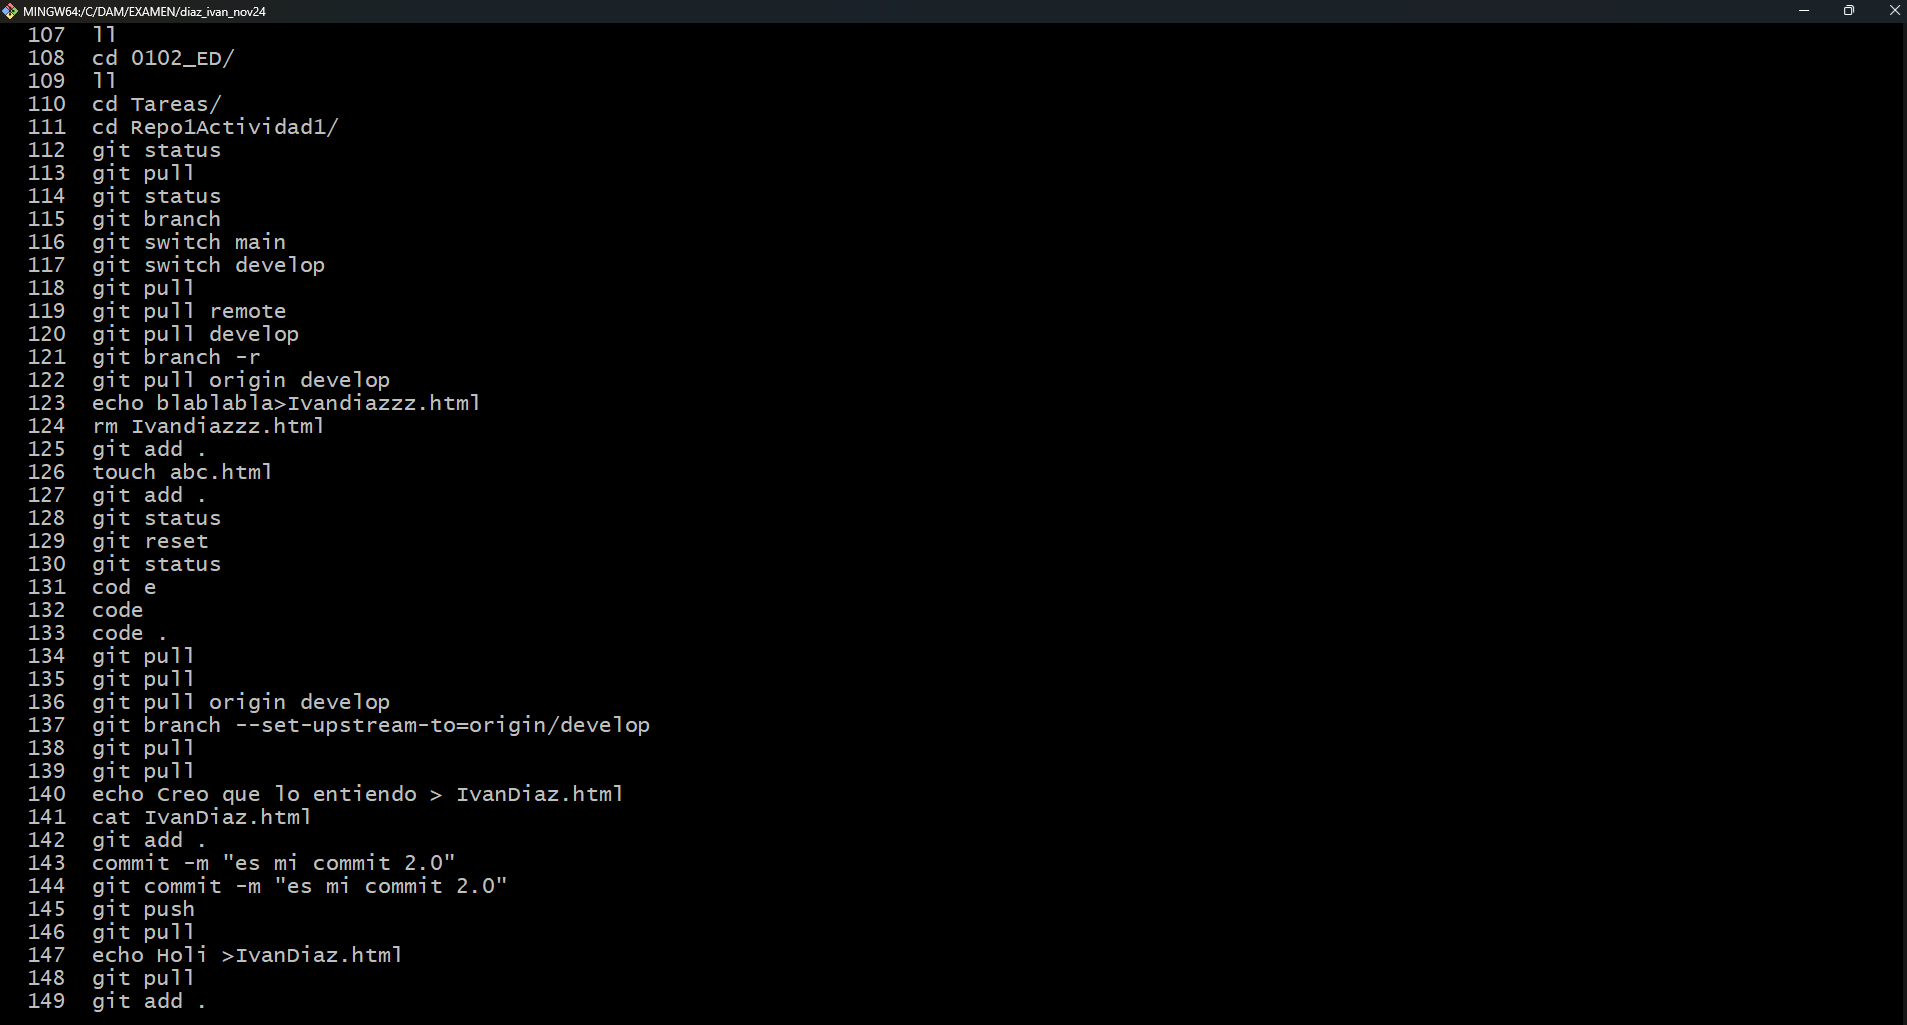 MINGW64:/C/DAM/EXAMEN/diaz_ivan_nov24
107 ll
108 cd 0102_ED/
109 ll
110 cd Tareas/
111 cd Repo1Actividad1/
112 git status
113 git pull
114 git status
115 git branch
116 git switch main
117 git switch develop
118 git pull
119 git pull remote
120 git pull develop
121 git branch -r
122 git pull origin develop
123 echo blablabla>Ivandiazzz.html
124 rm Ivandiazzz.html
125 git add .
126 touch abc.html
127 git add .
128 git status
129 git reset
130 git status
131 cod e
132 code
133 code .
134 git pull
135 git pull
136 git pull origin develop
137 git branch --set-upstream-to=origin/develop
138 git pull
139 git pull
140 echo Creo que lo entiendo > IvanDiaz.html
141 cat IvanDiaz.html
142 git add .
143 commit -m "es mi commit 2.0"
144 git commit -m "es mi commit 2.0"
145 git push
146 git pull
147 echo Holi >IvanDiaz.html
148 git pull
149 git add .